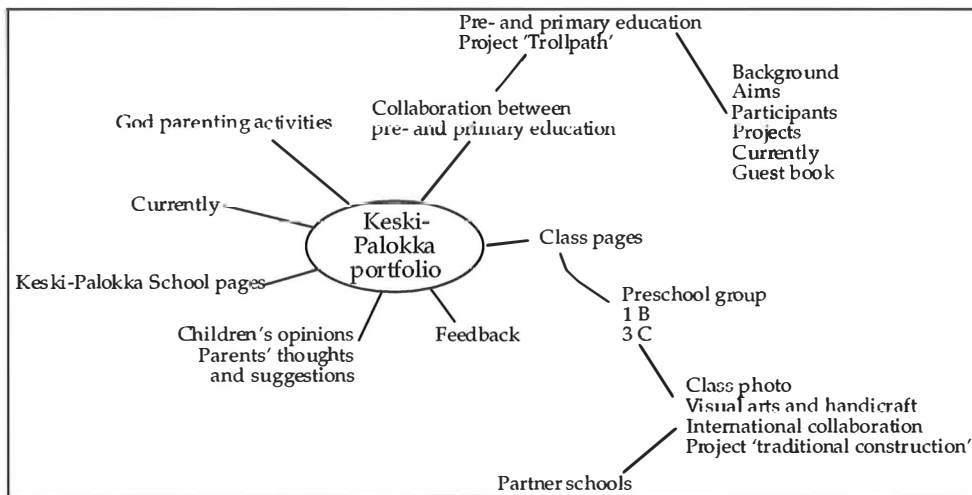 Pre- and primary education
Project 'Trollpath'
Background
Aims
Participants
Projects
Currently
Guest book
Collaboration between
pre- and primary education
God parenting activities
Currently
Keski-
Palokka
portfolio
Class pages
Keski-Palokka School pages
Preschool group
1 B
3 C
Children's opinions
Parents' thoughts
and suggestions
Feedback
Class photo
Visual arts and handicraft
International collaboration
Project 'traditional construction'
Partner schools